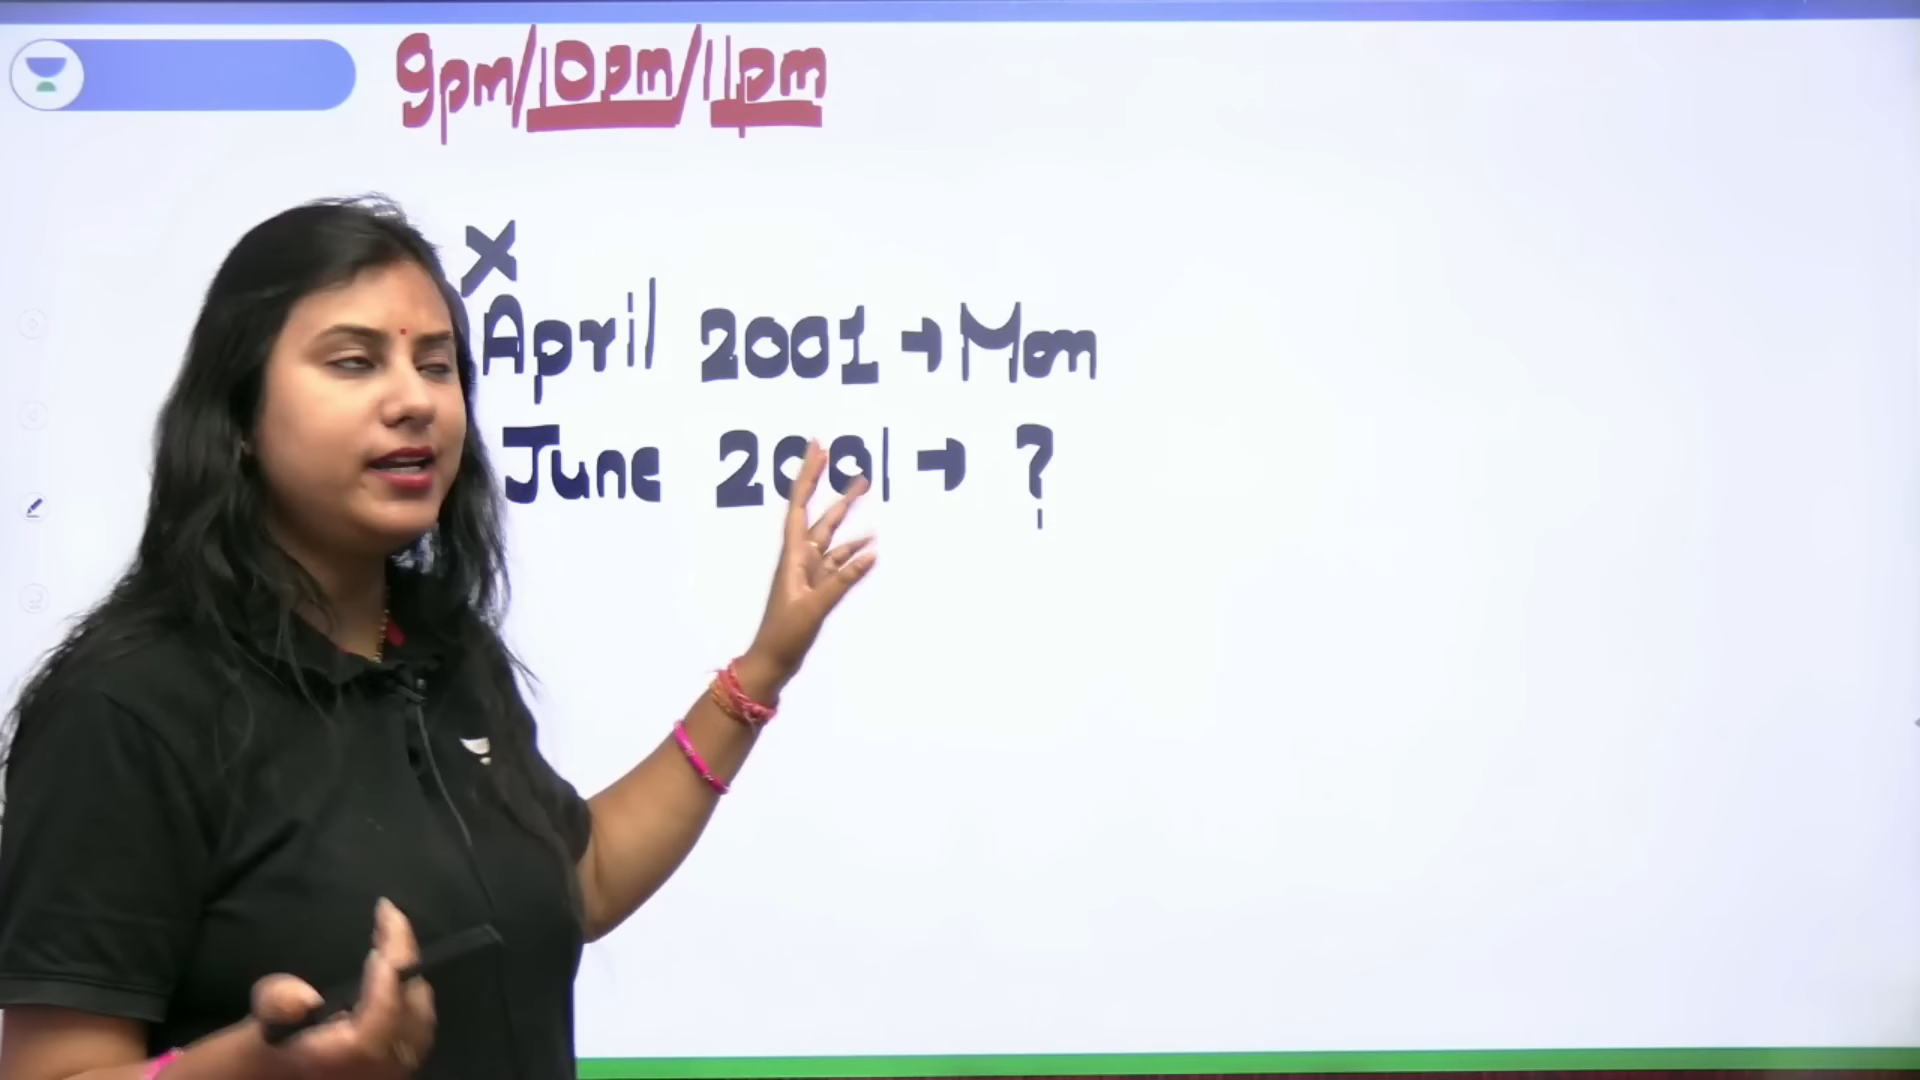 9pm/10pm/11pm
×
April 2001 → Mon
June 2001 → ?